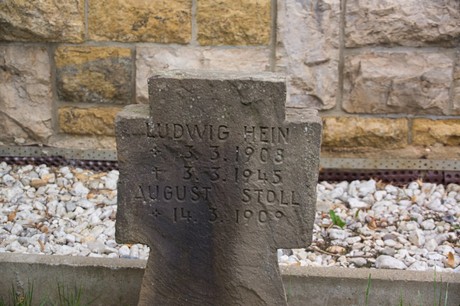 LUDWIG HEIN
* 3.3.1903
+ 3.3.1945
AUGUST STOLL
* 14.3.1909